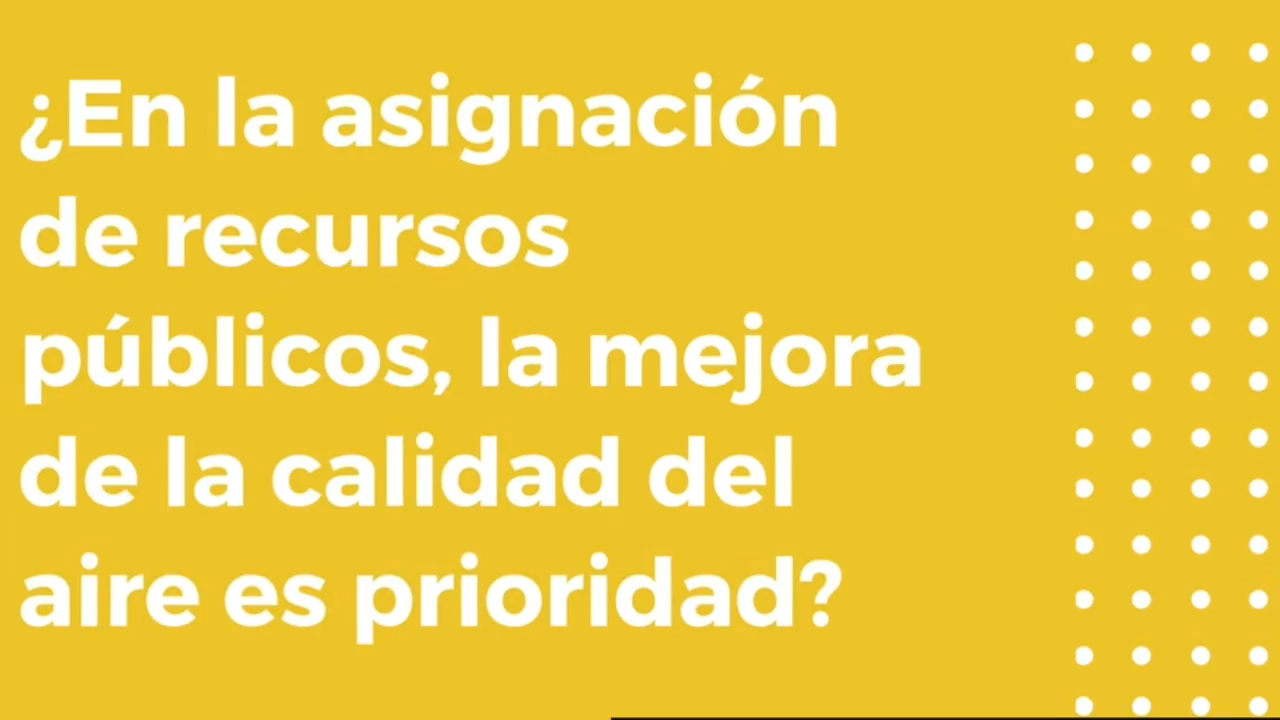 ¿En la asignación
de recursos
públicos, la mejora
de la calidad del
aire es prioridad?